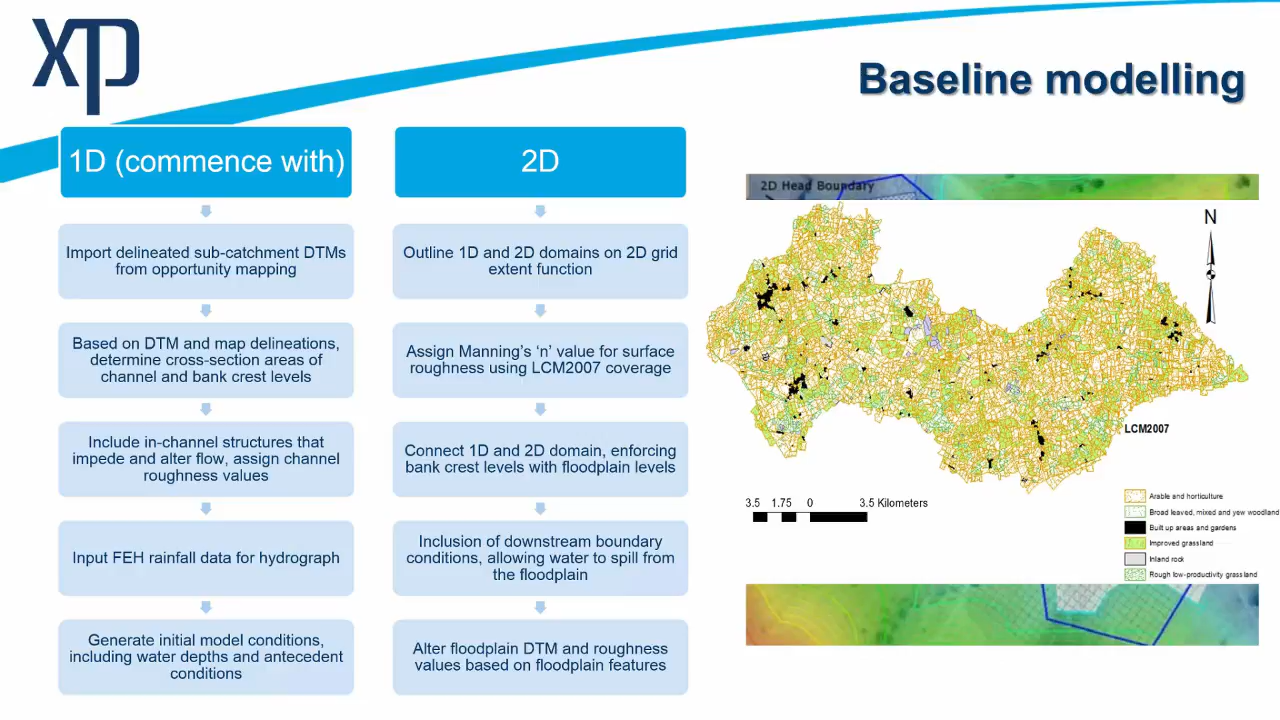 xp
Baseline modelling
1D (commence with)
Import delineated sub-catchment DTMs
from opportunity mapping
Based on DTM and map delineations,
determine cross-section areas of
channel and bank crest levels
Include in-channel structures that
impede and alter flow, assign channel
roughness values
Input FEH rainfall data for hydrograph
Generate initial model conditions,
including water depths and antecedent
conditions
2D
Outline 1D and 2D domains on 2D grid
extent function
Assign Manning's ‘n’ value for surface
roughness using LCM2007 coverage
Connect 1D and 2D domain, enforcing
bank crest levels with floodplain levels
Inclusion of downstream boundary
conditions, allowing water to spill from
the floodplain
Alter floodplain DTM and roughness
values based on floodplain features
2D Head Boundary
N
LCM2007
3.5 1.75 0 3.5 Kilometers
Arable and horticulture
Broad leaved, mixed and yew woodland
Built up areas and gardens
Improved grassland
Inland rock
Rough low-productivity grassland